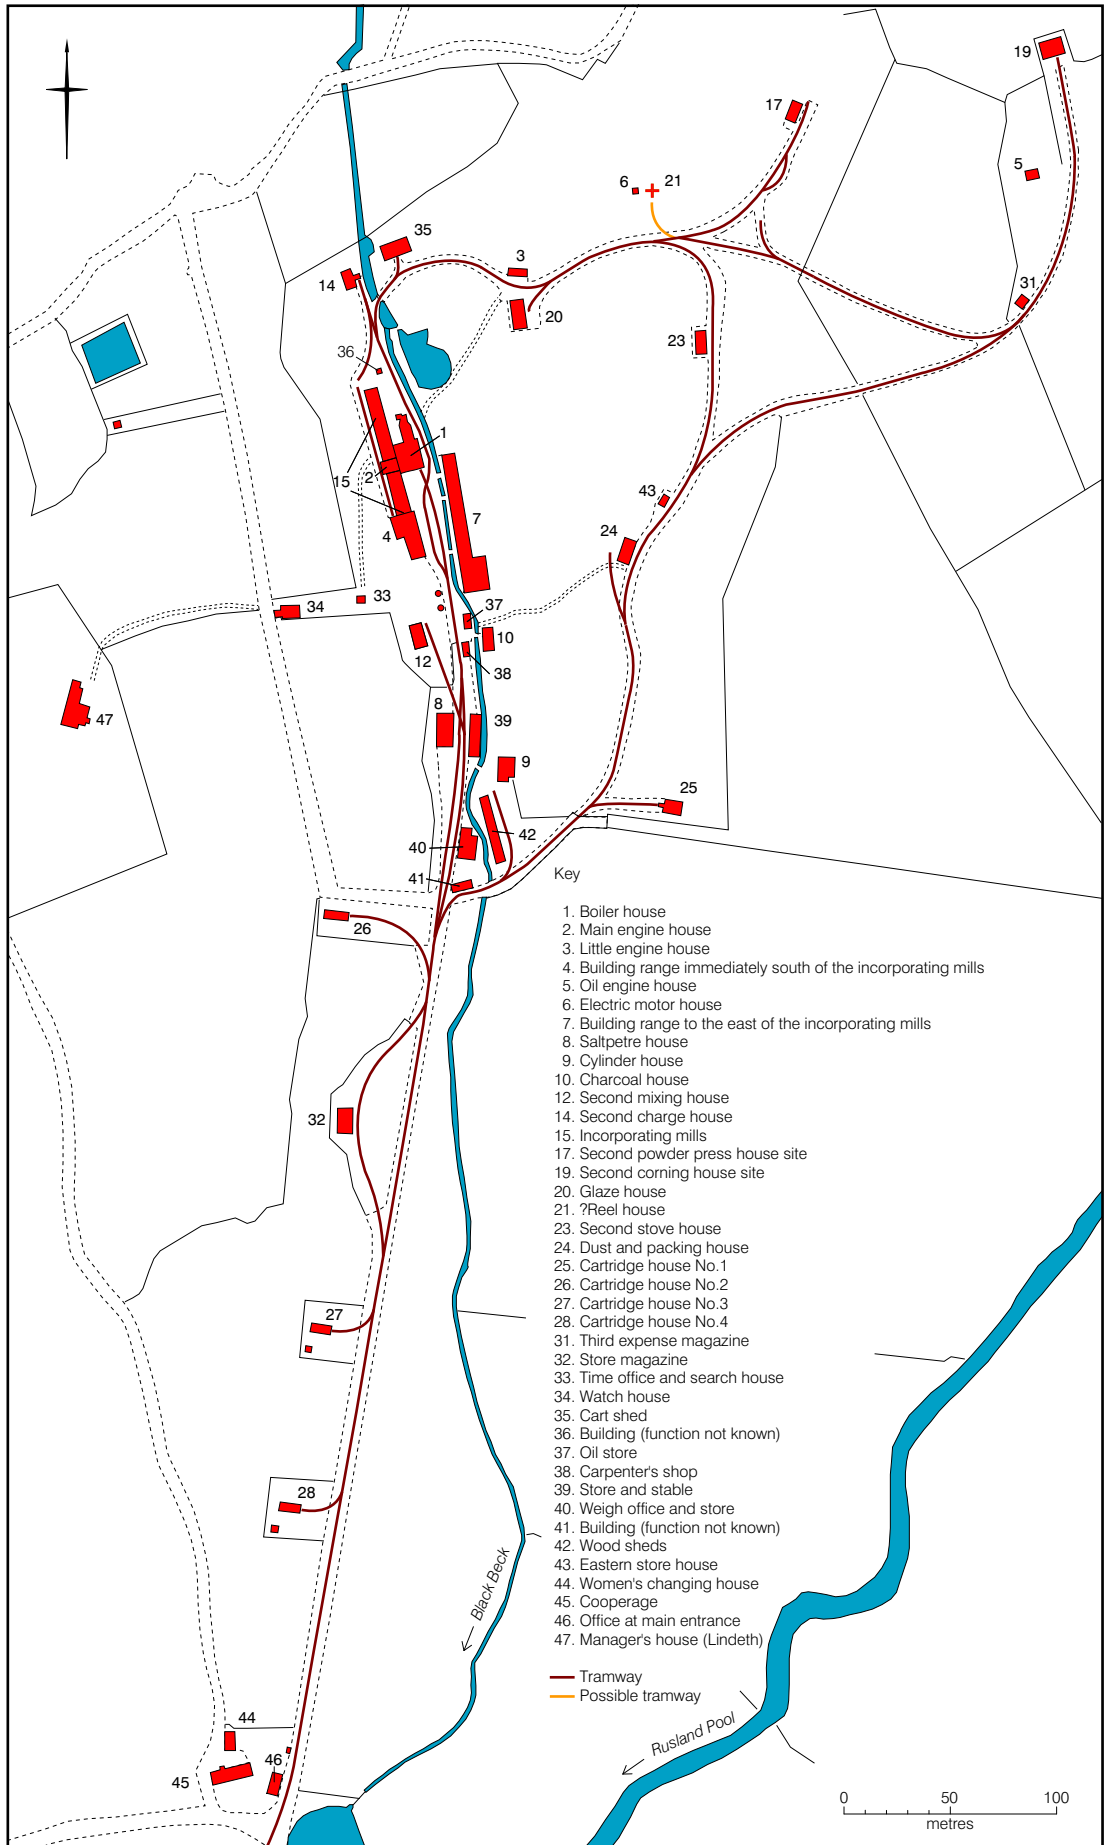 19
17
5
6
21
35
3
14
31
20
23
36
1
2
15
43
7
4
24
33
34
37
10
12
38
47
8
39
9
25
42
40
41
26
32
27
28
44
46
45
Key
1. Boiler house
2. Main engine house
3. Little engine house
4. Building range immediately south of the incorporating mills
5. Oil engine house
6. Electric motor house
7. Building range to the east of the incorporating mills
8. Saltpetre house
9. Cylinder house
10. Charcoal house
12. Second mixing house
14. Second charge house
15. Incorporating mills
17. Second powder press house site
19. Second corning house site
20. Glaze house
21. ?Reel house
23. Second stove house
24. Dust and packing house
25. Cartridge house No.1
26. Cartridge house No.2
27. Cartridge house No.3
28. Cartridge house No.4
31. Third expense magazine
32. Store magazine
33. Time office and search house
34. Watch house
35. Cart shed
36. Building (function not known)
37. Oil store
38. Carpenter's shop
39. Store and stable
40. Weigh office and store
41. Building (function not known)
42. Wood sheds
43. Eastern store house
44. Women's changing house
45. Cooperage
46. Office at main entrance
47. Manager's house (Lindeth)
Tramway
Possible tramway
Black Beck
Rusland Pool
0 50 100
metres